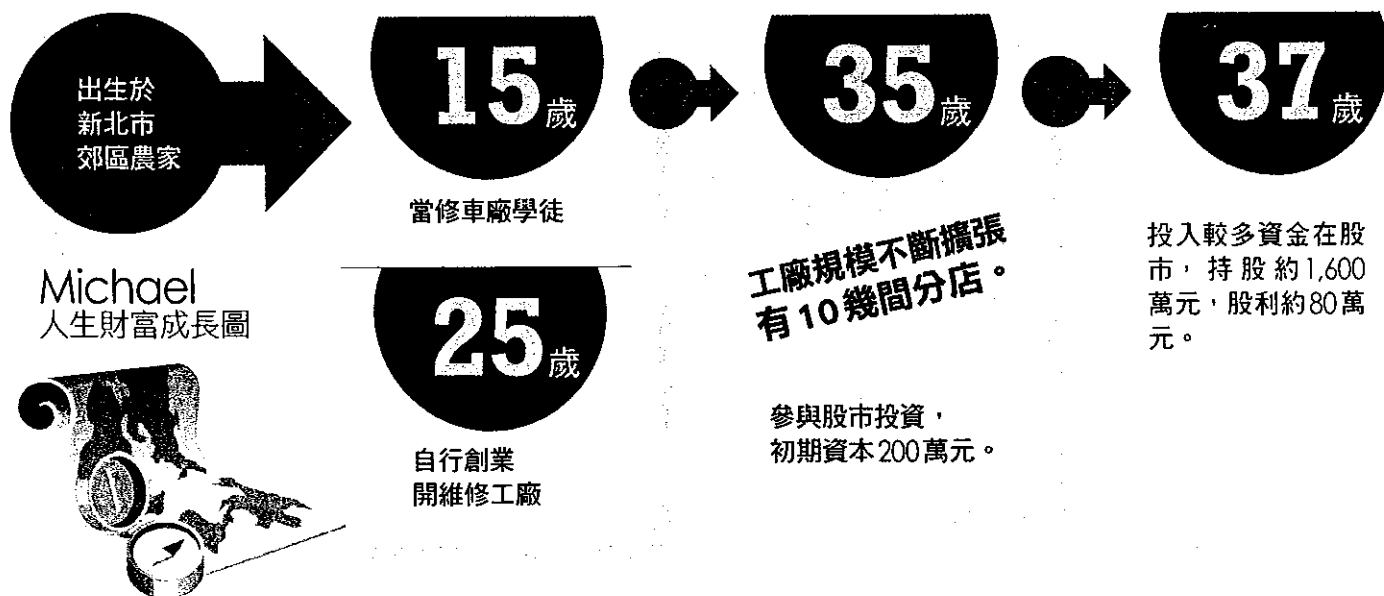 出生於
新北市
郊區農家
Michael
人生財富成長圖
15歲
當修車廠學徒
25歲
自行創業
開維修工廠
35歲
工廠規模不斷擴張
有10幾間分店。
參與股市投資，
初期資本200萬元。
37歲
投入較多資金在股
市，持股約1,600
萬元，股利約80萬
元。